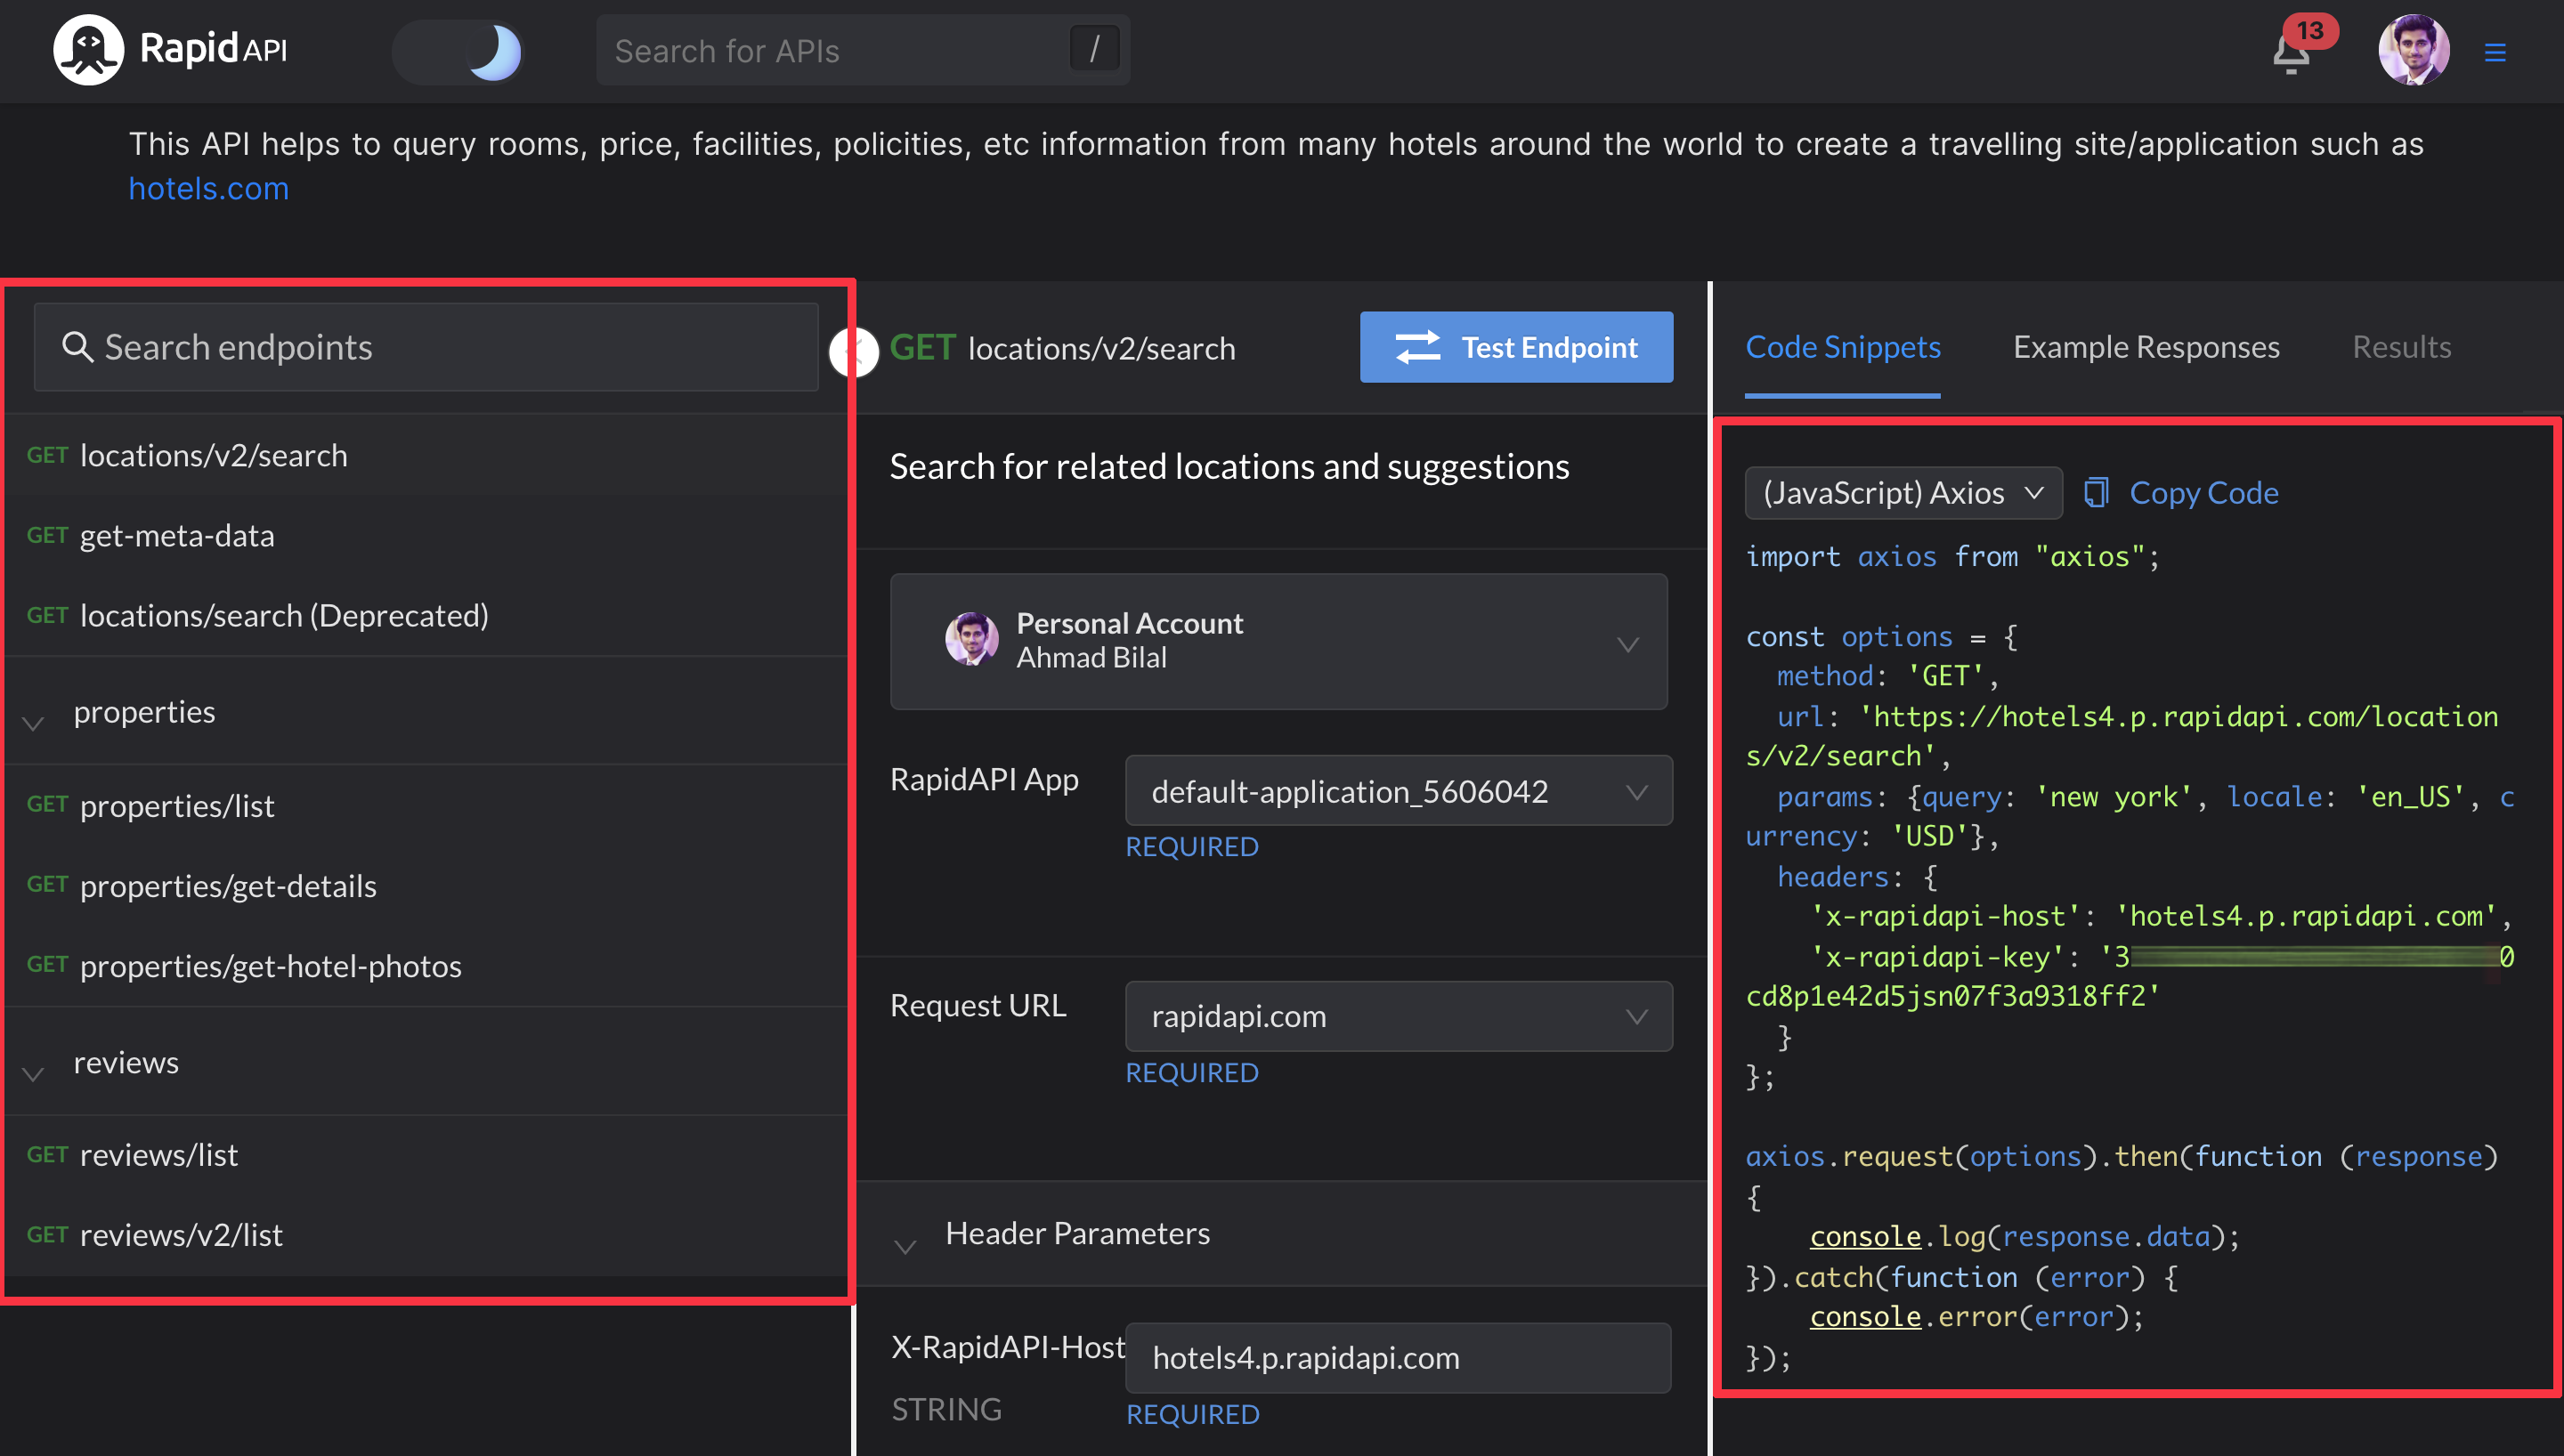 Rapid API
Search for APIs
/
13
This API helps to query rooms, price, facilities, policities, etc information from many hotels around the world to create a travelling site/application such as
hotels.com
Search endpoints
GET locations/v2/search
GET get-meta-data
GET locations/search (Deprecated)
properties
GET properties/list
GET properties/get-details
GET properties/get-hotel-photos
reviews
GET reviews/list
GET reviews/v2/list
GET locations/v2/search
Test Endpoint
Search for related locations and suggestions
Personal Account
Ahmad Bilal
RapidAPI App
default-application_5606042
REQUIRED
Request URL
rapidapi.com
REQUIRED
Header Parameters
X-RapidAPI-Host
hotels4.p.rapidapi.com
STRING
REQUIRED
Code Snippets
Example Responses
Results
(JavaScript) Axios
Copy Code
import axios from "axios";
const options = {
method: 'GET',
url: 'https://hotels4.p.rapidapi.com/location
s/v2/search',
params: {query: 'new york', locale: 'en_US', c
urrency: 'USD'},
headers: {
'x-rapidapi-host': 'hotels4.p.rapidapi.com',
'x-rapidapi-key': '3 0
cd8p1e42d5jsn07f3a9318ff2'
}
};
axios.request(options).then(function (response)
{
console.log(response.data);
}).catch(function (error) {
console.error(error);
});